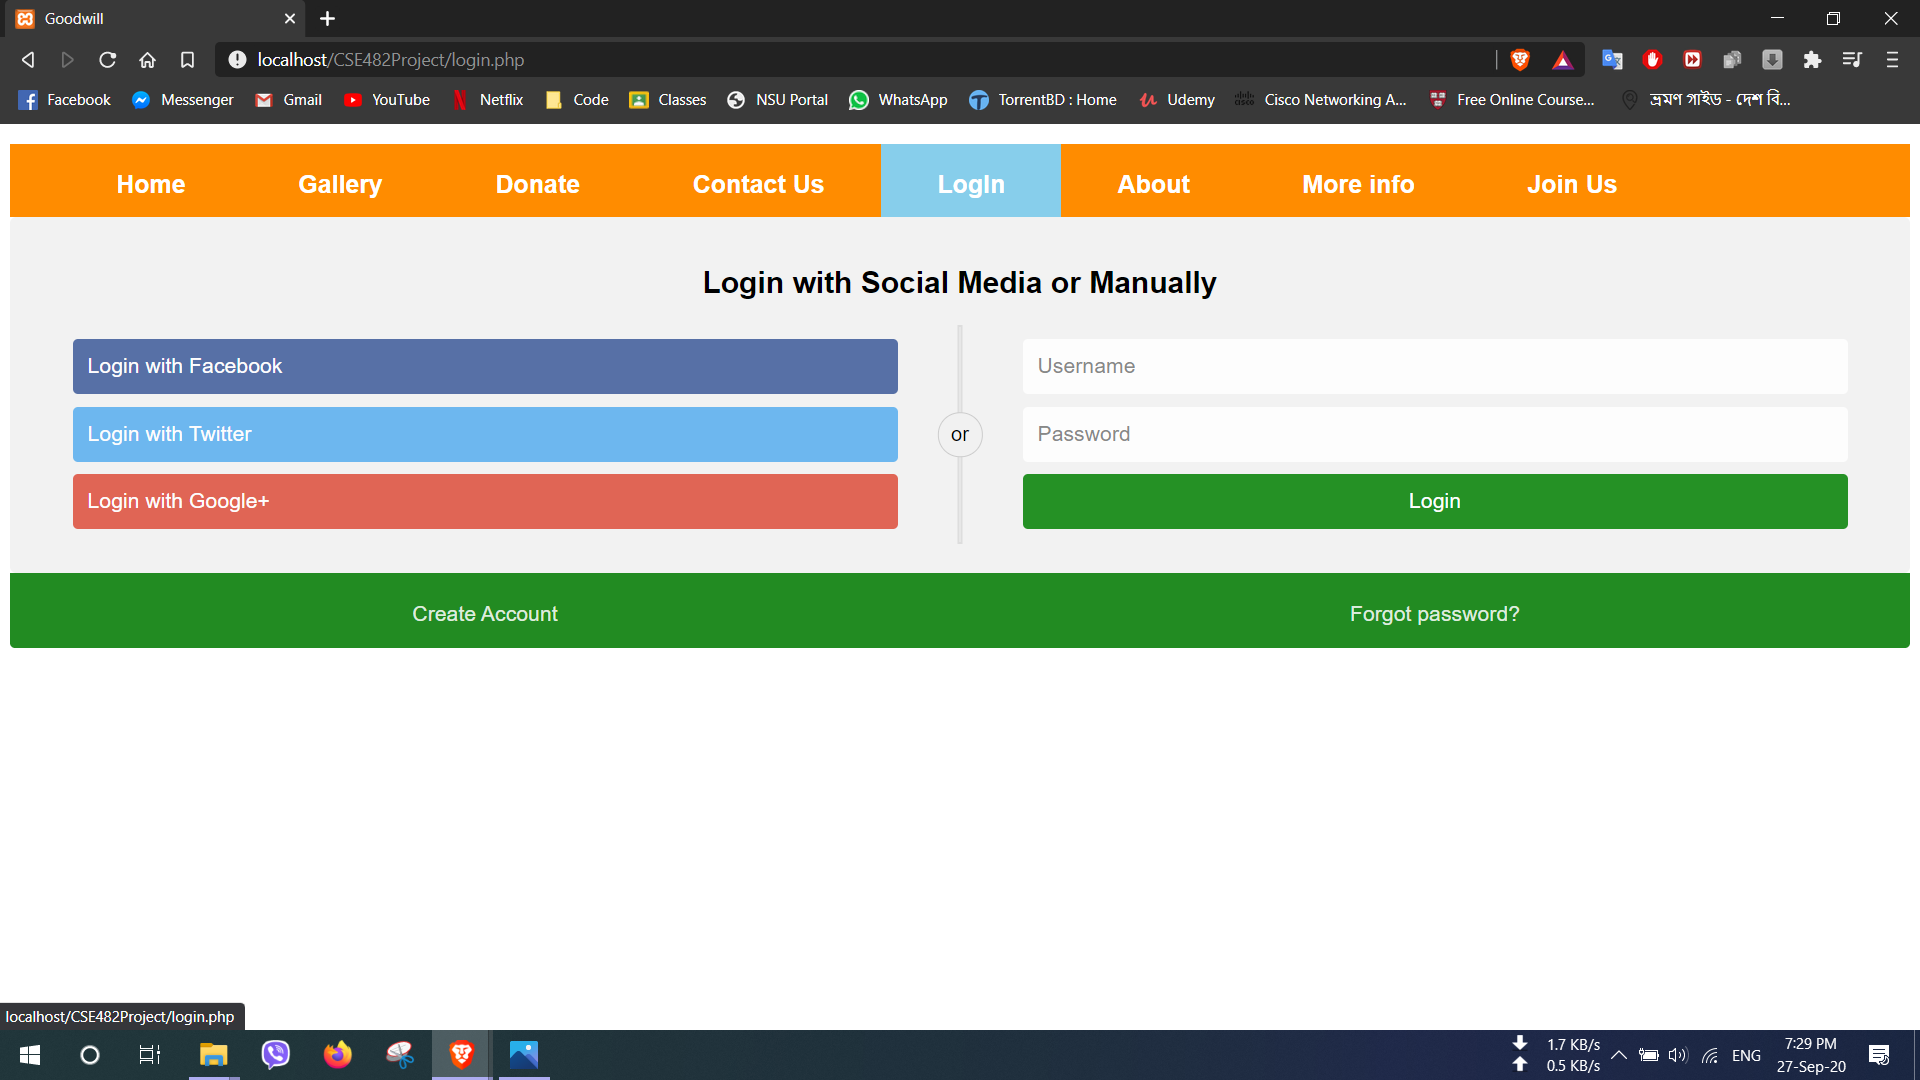 Goodwill
localhost/CSE482Project/login.php
Facebook Messenger Gmail YouTube Netflix Code Classes NSU Portal WhatsApp TorrentBD : Home Udemy Cisco Networking A... Free Online Course... ভ্রমণ গাইড - দেশ বি...
Home Gallery Donate Contact Us LogIn About More info Join Us
Login with Social Media or Manually
Login with Facebook
Login with Twitter
Login with Google+
or
Username
Password
Login
Create Account Forgot password?
localhost/CSE482Project/login.php
1.7 KB/s
0.5 KB/s
ENG
7:29 PM
27-Sep-20